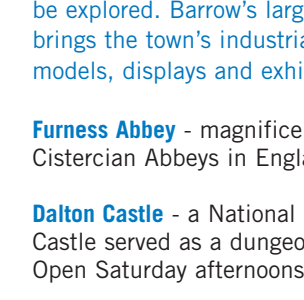 be explored. Barrow's larg
brings the town's industri
models, displays and exhi
Furness Abbey - magnifice
Cistercian Abbeys in Engl
Dalton Castle - a National
Castle served as a dungeo
Open Saturday afternoons